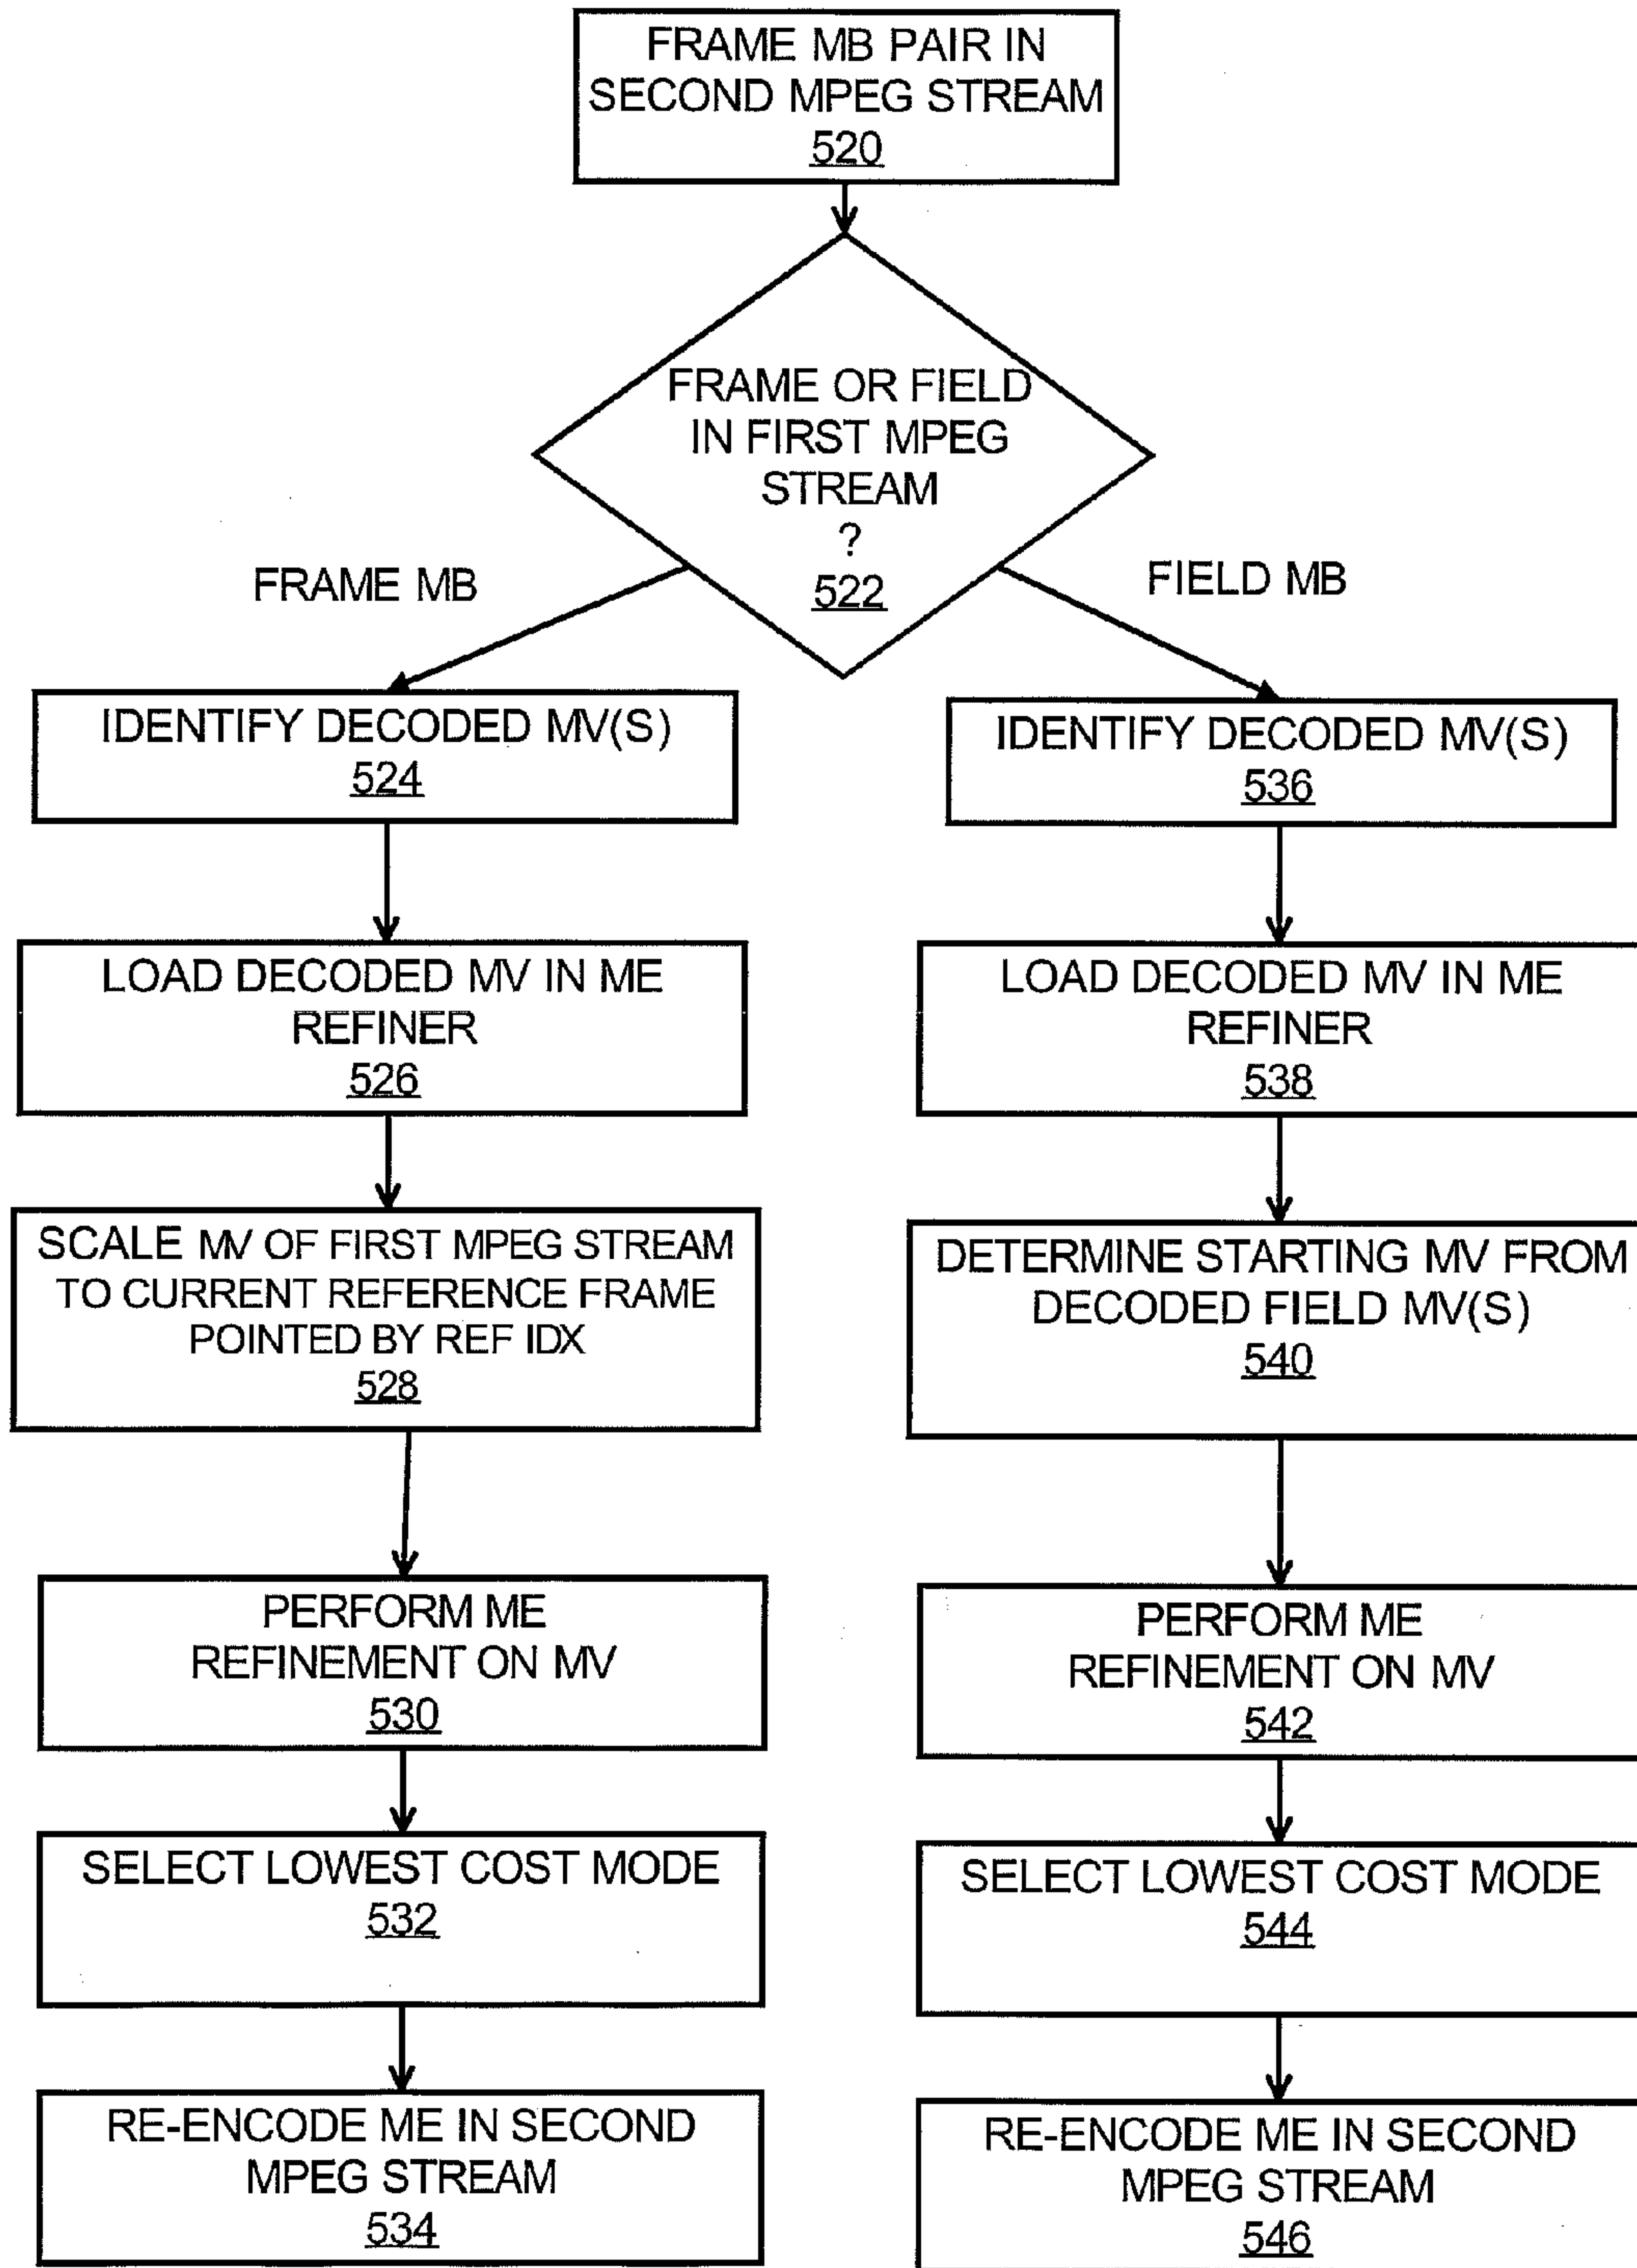 FRAME MB PAIR IN
SECOND MPEG STREAM
520
FRAME OR FIELD
IN FIRST MPEG
STREAM
?
522
FRAME MB
FIELD MB
IDENTIFY DECODED MV(S)
524
LOAD DECODED MV IN ME
REFINER
526
SCALE MV OF FIRST MPEG STREAM
TO CURRENT REFERENCE FRAME
POINTED BY REF IDX
528
PERFORM ME
REFINEMENT ON MV
530
SELECT LOWEST COST MODE
532
RE-ENCODE ME IN SECOND
MPEG STREAM
534
IDENTIFY DECODED MV(S)
536
LOAD DECODED MV IN ME
REFINER
538
DETERMINE STARTING MV FROM
DECODED FIELD MV(S)
540
PERFORM ME
REFINEMENT ON MV
542
SELECT LOWEST COST MODE
544
RE-ENCODE ME IN SECOND
MPEG STREAM
546